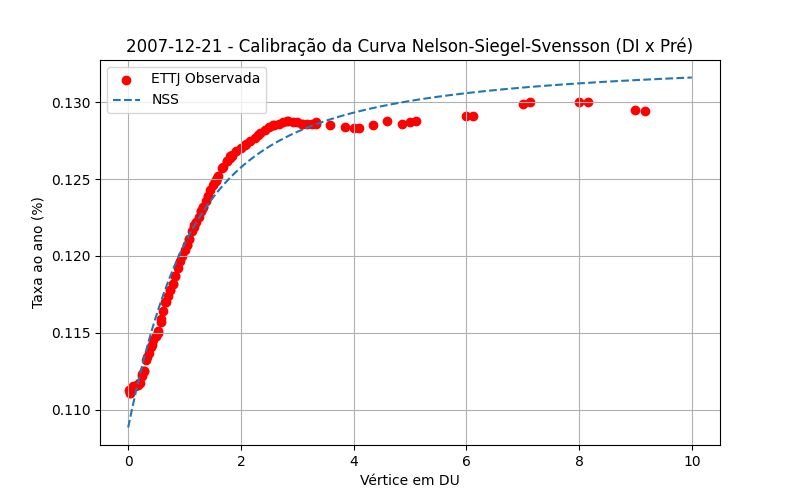 2007-12-21 - Calibração da Curva Nelson-Siegel-Svensson (DI x Pré)
ETTJ Observada
NSS
Taxa ao ano (%)
0.130
0.125
0.120
0.115
0.110
0 2 4 6 8 10
Vértice em DU